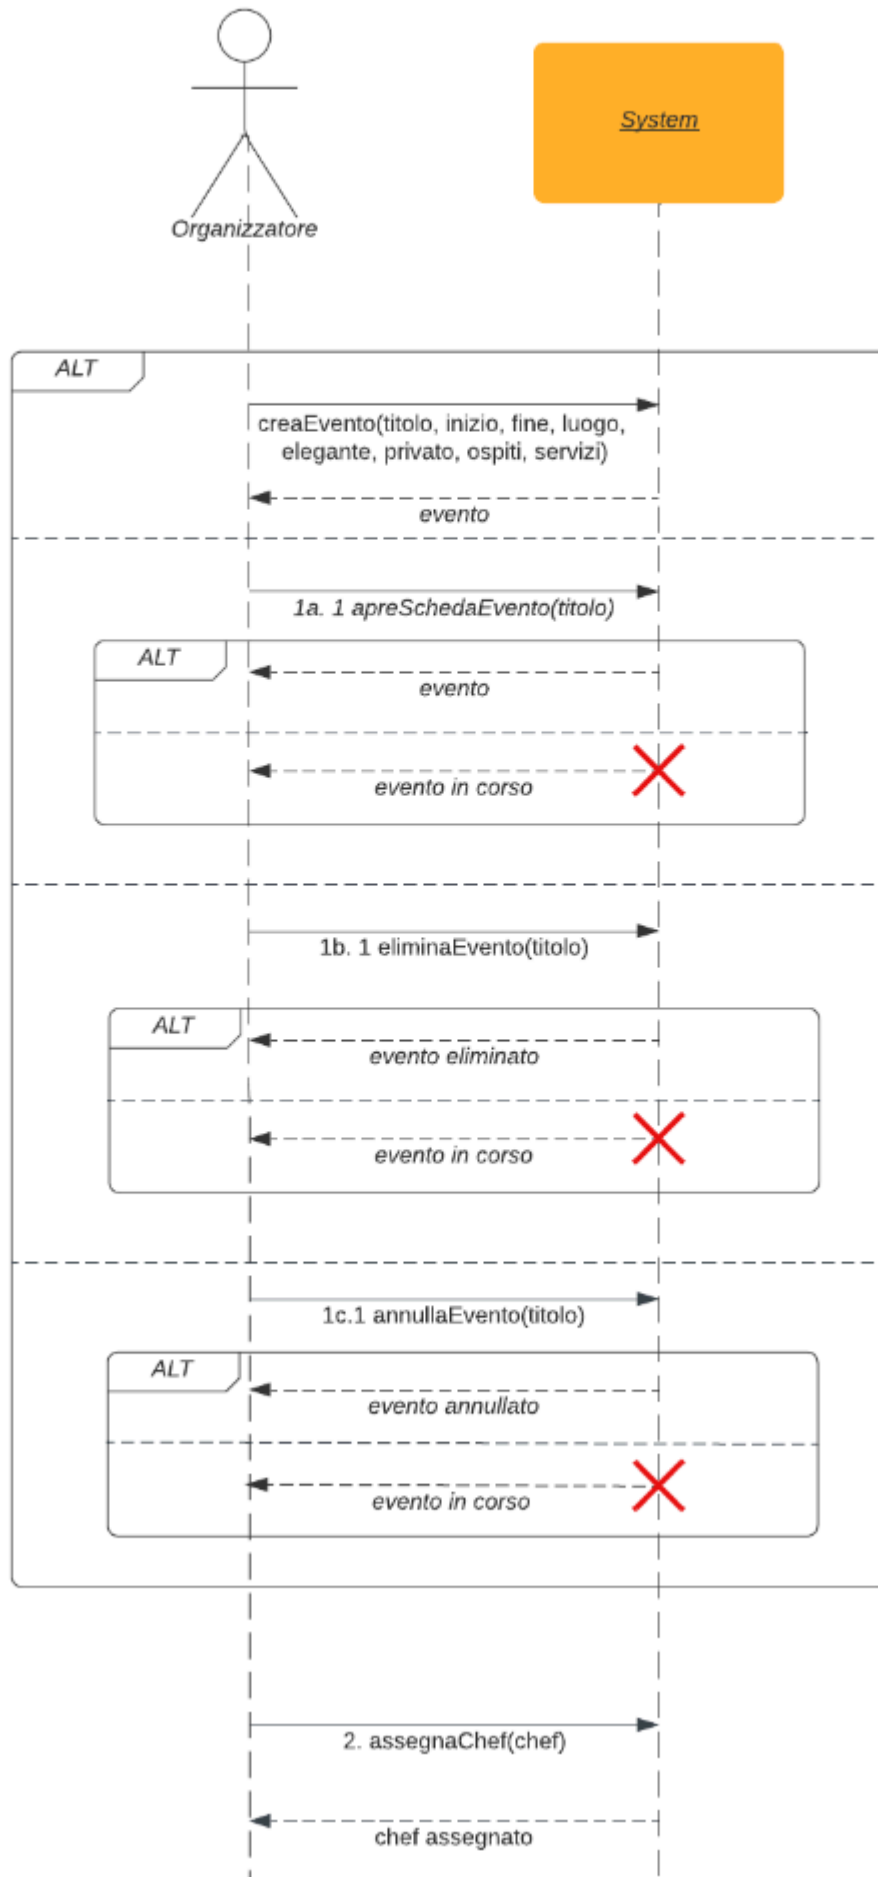 System
Organizzatore
ALT
creaEvento(titolo, inizio, fine, luogo,
elegante, privato, ospiti, servizi)
evento
1a. 1 apreSchedaEvento(titolo)
ALT
evento
evento in corso
1b. 1 eliminaEvento(titolo)
ALT
evento eliminato
evento in corso
1c.1 annullaEvento(titolo)
ALT
evento annullato
evento in corso
2. assegnaChef(chef)
chef assegnato